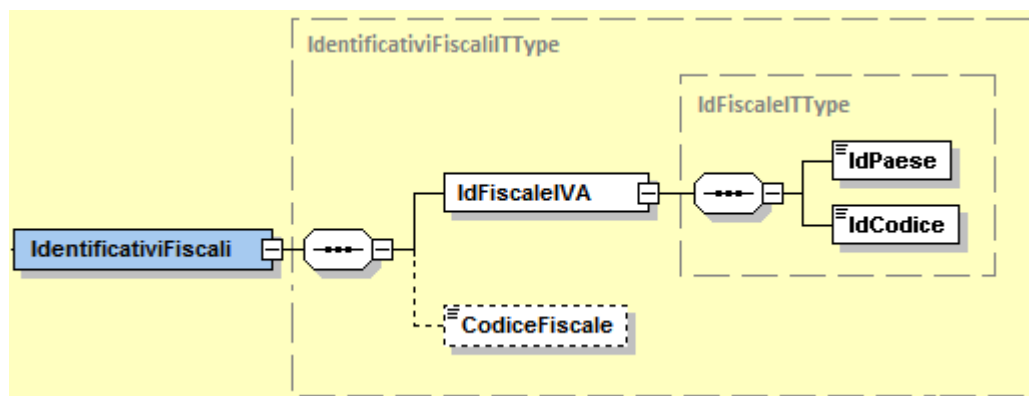 IdentificativiFiscaliITType
IdFiscaleITType
IdPaese
IdFiscaleIVA
IdCodice
IdentificativiFiscali
CodiceFiscale